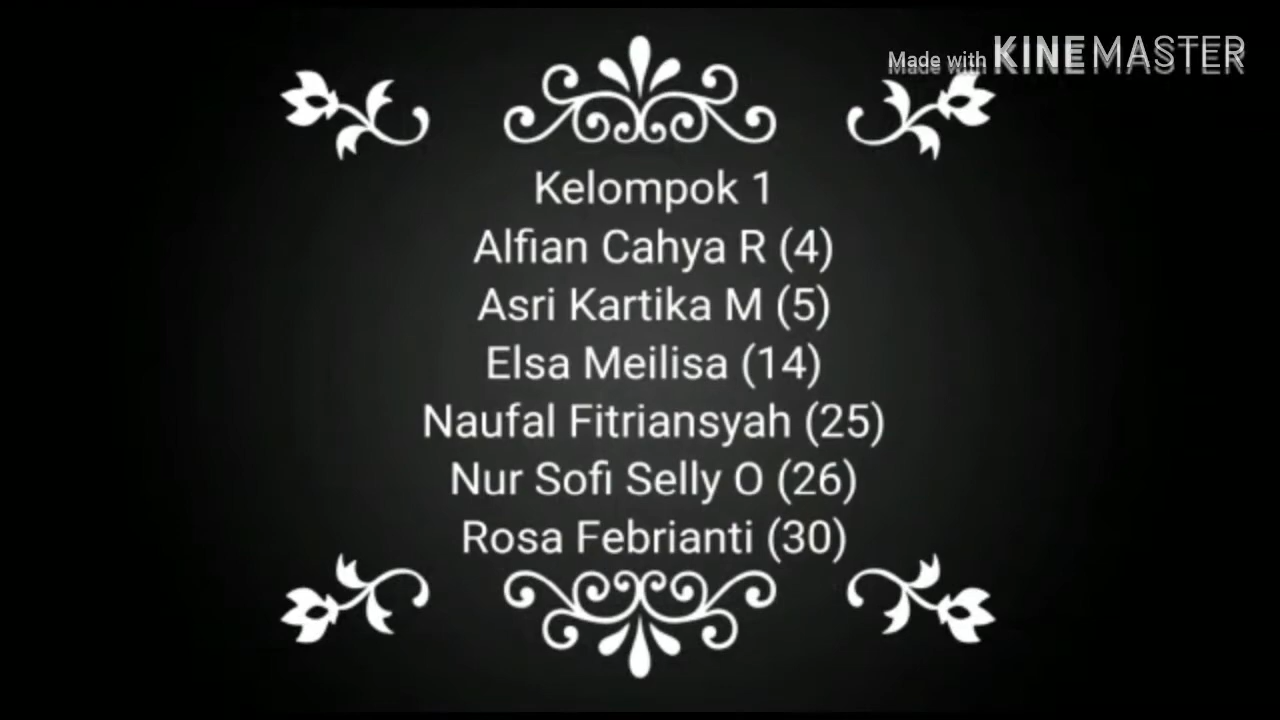 Made with KINEMASTER
Kelompok 1
Alfian Cahya R (4)
Asri Kartika M (5)
Elsa Meilisa (14)
Naufal Fitriansyah (25)
Nur Sofi Selly O (26)
Rosa Febrianti (30)